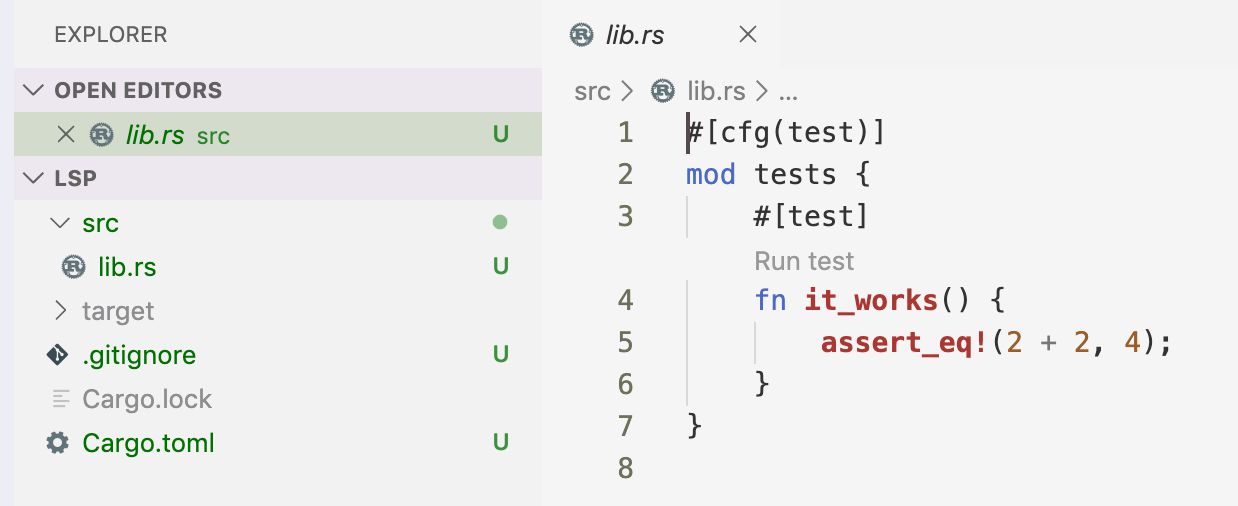 EXPLORER
OPEN EDITORS
lib.rs src U
LSP
src
lib.rs U
target
.gitignore U
Cargo.lock
Cargo.toml U
lib.rs
src > lib.rs > ...
1 #[cfg(test)]
2 mod tests {
3 #[test]
Run test
4 fn it_works() {
5 assert_eq!(2 + 2, 4);
6 }
7 }
8